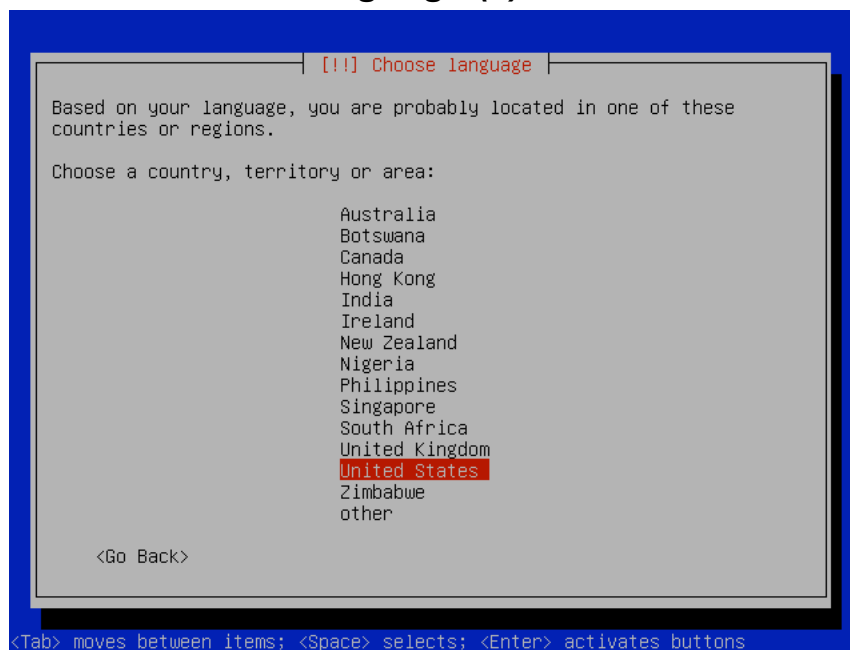 [!!] Choose language
Based on your language, you are probably located in one of these
countries or regions.
Choose a country, territory or area:
Australia
Botswana
Canada
Hong Kong
India
Ireland
New Zealand
Nigeria
Philippines
Singapore
South Africa
United Kingdom
United States
Zimbabwe
other
<Go Back>
<Tab> moves between items; <Space> selects; <Enter> activates buttons